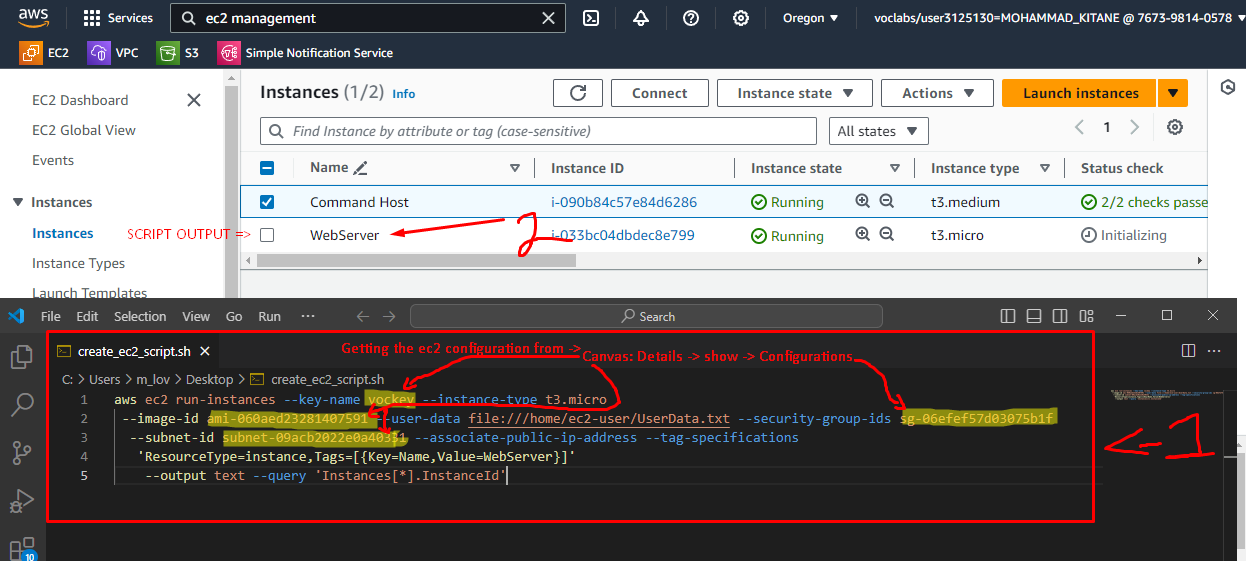 aws Services ec2 management Oregon voclabs/user3125130=MOHAMMAD_KITANE @ 7673-9814-0578
EC2 VPC S3 Simple Notification Service
EC2 Dashboard
EC2 Global View
Events
Instances
Instances
Instance Types
Launch Templates
Instances (1/2) Info Connect Instance state Actions Launch instances
Find Instance by attribute or tag (case-sensitive) All states 1
Name Instance ID Instance state Instance type Status check
Command Host i-090b84c57e84d6286 Running t3.medium 2/2 checks passe
SCRIPT OUTPUT => WebServer i-033bc04dbdec8e799 Running t3.micro Initializing
2
File Edit Selection View Go Run ... Search
create_ec2_script.sh
Getting the ec2 configuration from -> Canvas: Details -> show -> Configurations
C: > Users > m_lov > Desktop > create_ec2_script.sh
1 aws ec2 run-instances --key-name vockey --instance-type t3.micro
2 --image-id ami-060aed23281407591 --user-data file:///home/ec2-user/UserData.txt --security-group-ids sg-06efef57d03075b1f
3 --subnet-id subnet-09acb2022e0a40351 --associate-public-ip-address --tag-specifications
4 'ResourceType=instance,Tags=[{Key=Name,Value=WebServer}]'
5 --output text --query 'Instances[*].InstanceId'
<-1
10